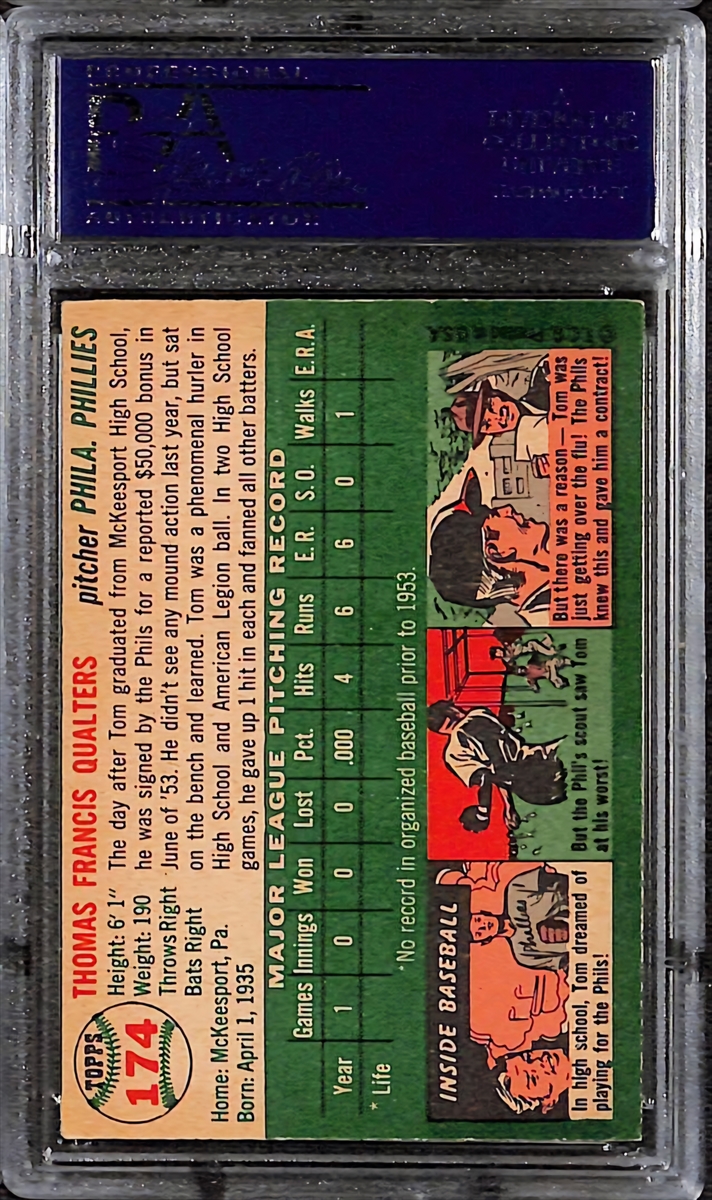 PROFESSIONAL
PSA
AUTHENTICATOR
TOPPS
174
THOMAS FRANCIS QUALTERS
pitcher PHILA. PHILLIES
Height: 6' 1"
Weight: 190
Throws Right
Bats Right
Home: McKeesport, Pa.
Born: April 1, 1935
The day after Tom graduated from McKeesport High School,
he was signed by the Phils for a reported $50,000 bonus in
June of '53. He didn't see any mound action last year, but sat
on the bench and learned. Tom was a phenomenal hurler in
High School and American Legion ball. In two High School
games, he gave up 1 hit in each and fanned all other batters.
MAJOR LEAGUE PITCHING RECORD
Games Innings Won Lost Pct. Hits Runs E.R. S.O. Walks E.R.A.
Year 1 0 0 0 .000 4 6 6 0 1
* Life
*No record in organized baseball prior to 1953.
INSIDE BASEBALL
Phillies
In high school, Tom dreamed of
playing for the Phils!
But the Phil's scout saw Tom
at his worst!
But there was a reason— Tom was
just getting over the flu! The Phils
knew this and gave him a contract!